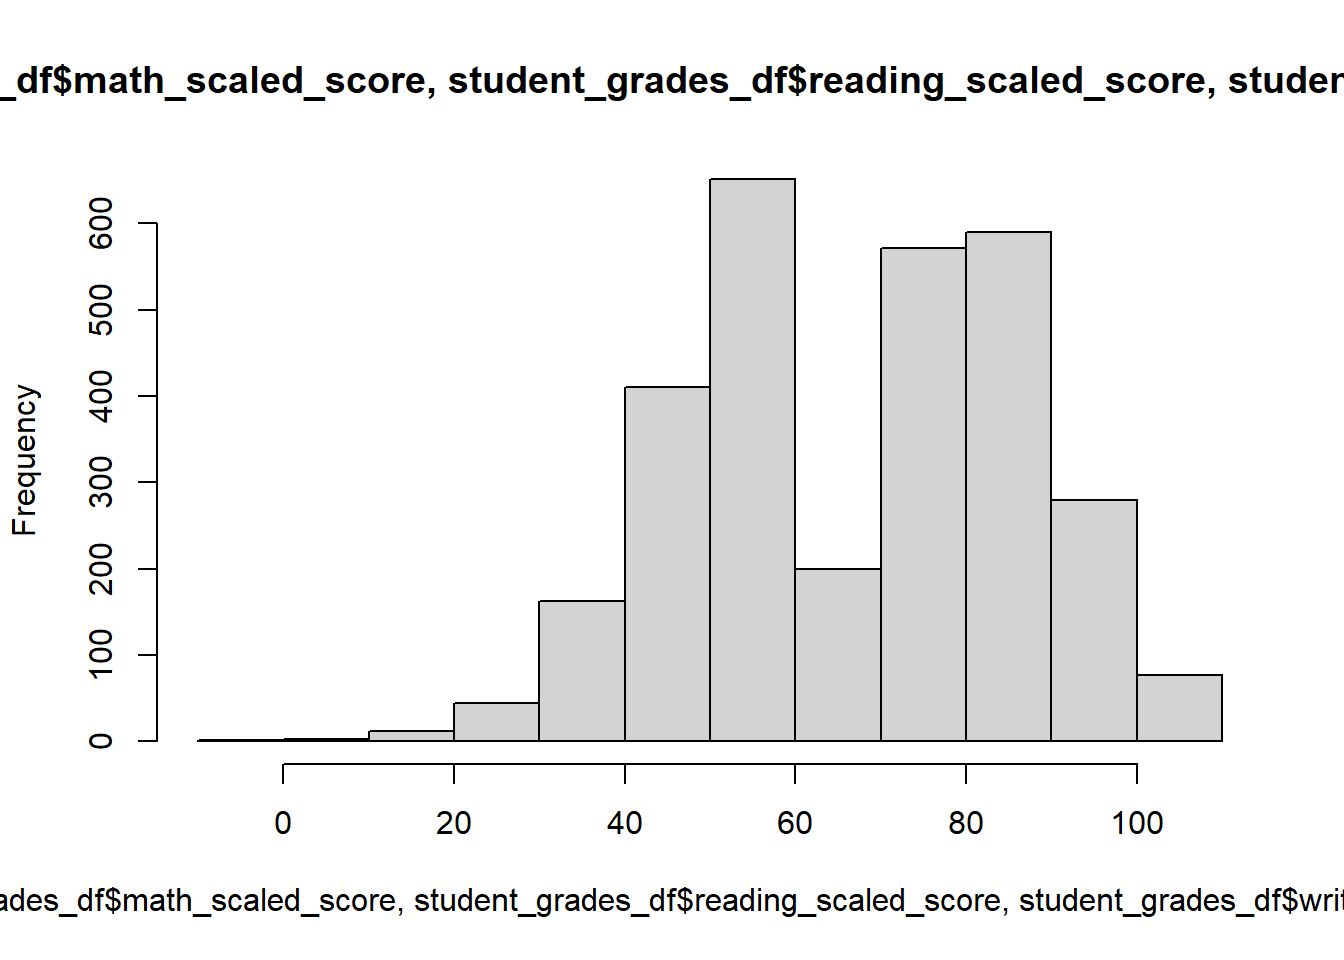 _df$math_scaled_score, student_grades_df$reading_scaled_score, studen
Frequency
600
500
400
300
200
100
0
0 20 40 60 80 100
ades_df$math_scaled_score, student_grades_df$reading_scaled_score, student_grades_df$writ